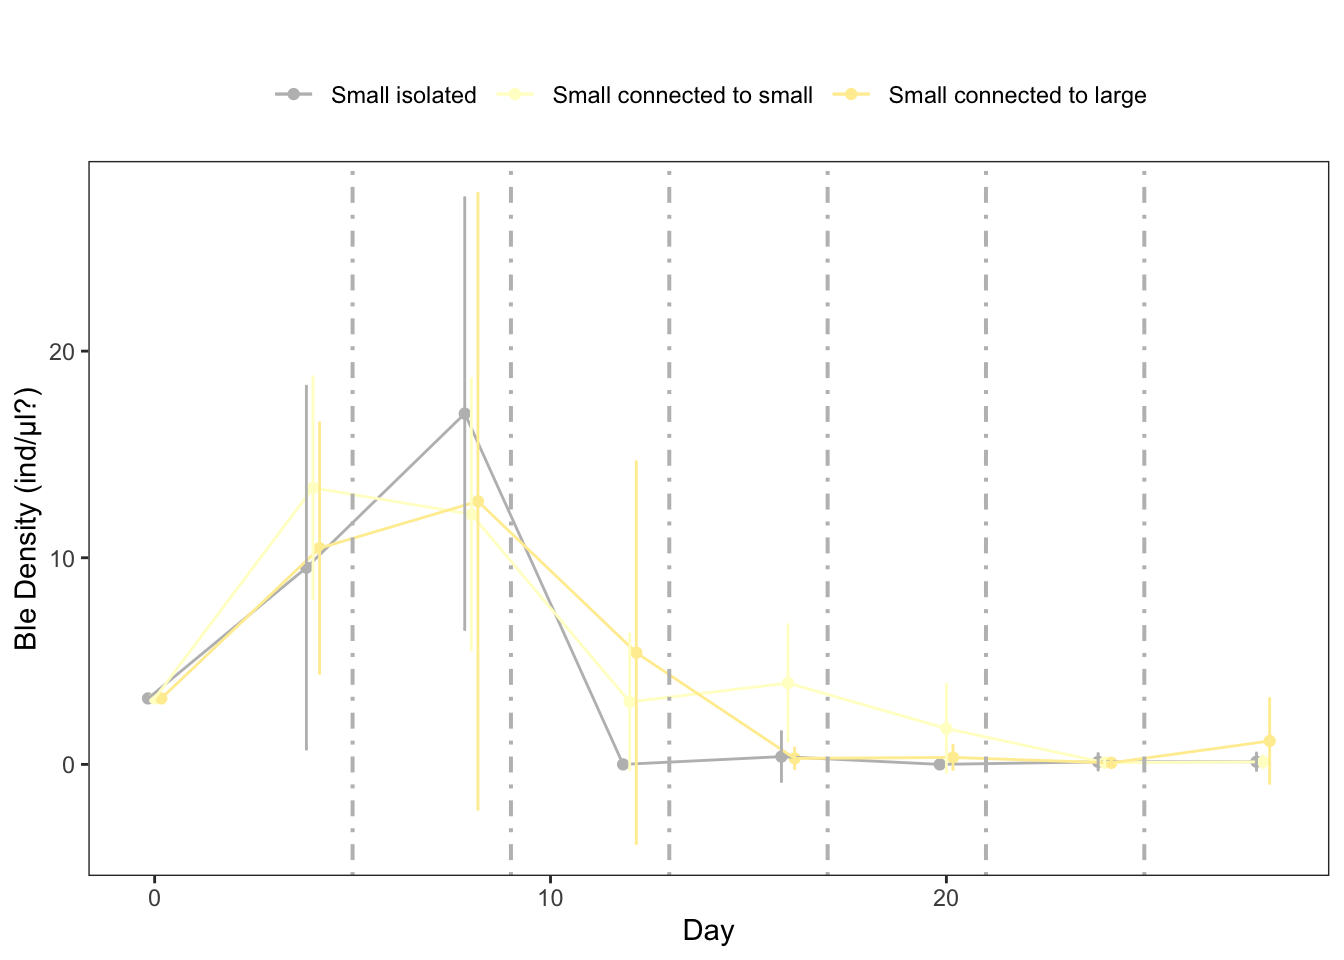 Small isolated Small connected to small Small connected to large
Ble Density (ind/µl?)
20
10
0
0 10 20
Day